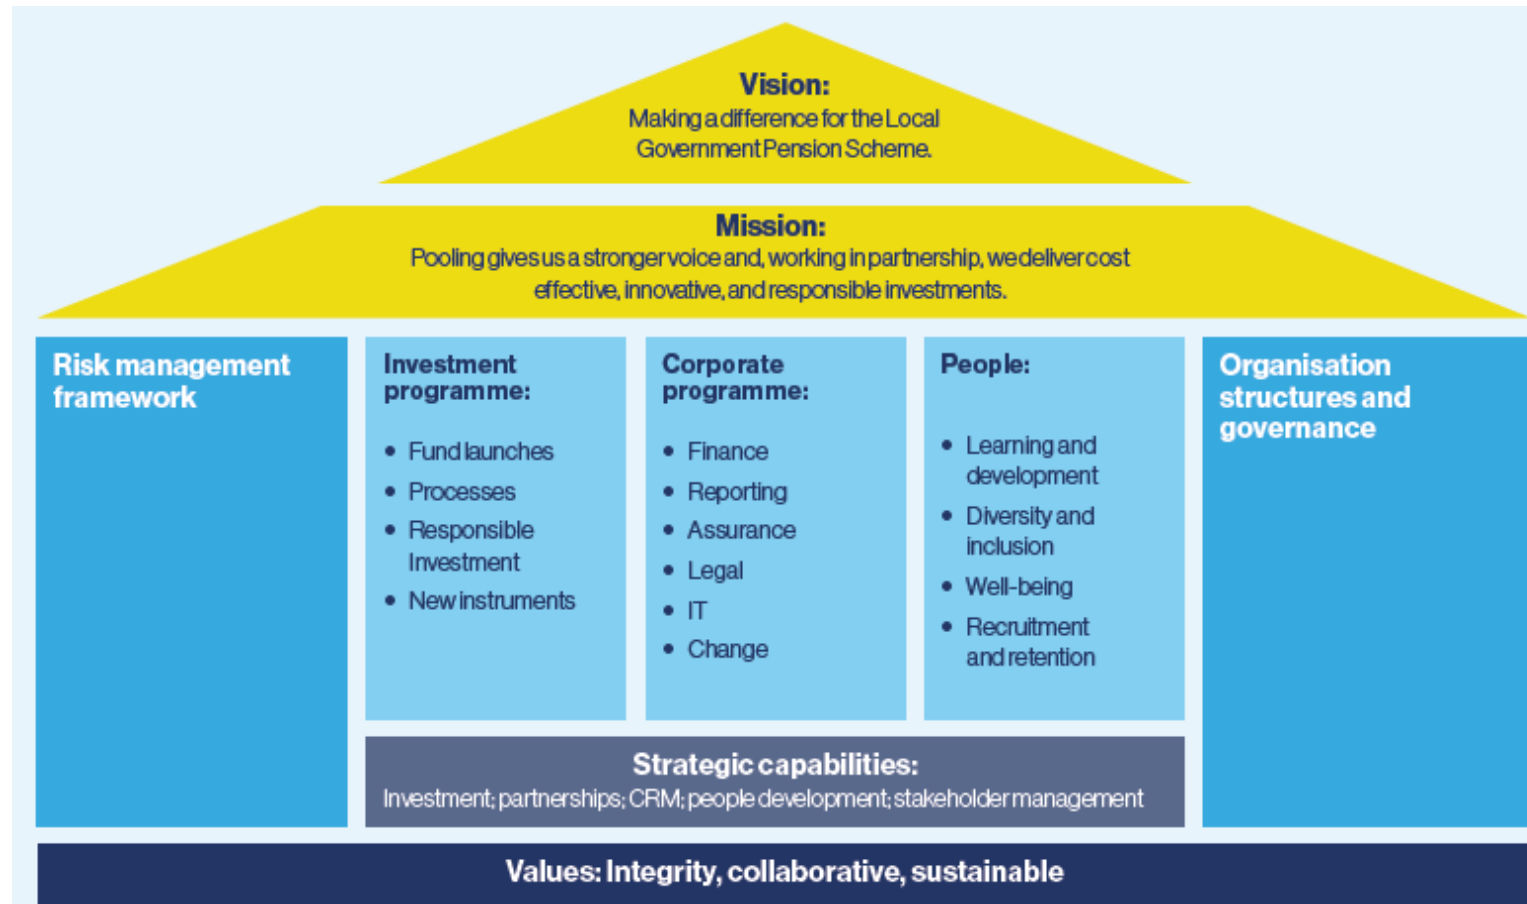 Vision:
Making a difference for the Local
Government Pension Scheme.
Mission:
Pooling gives us a stronger voice and, working in partnership, we deliver cost
effective, innovative, and responsible investments.
Risk management
framework
Investment
programme:
• Fund launches
• Processes
• Responsible
Investment
• New instruments
Corporate
programme:
• Finance
• Reporting
• Assurance
• Legal
• IT
• Change
People:
• Learning and
development
• Diversity and
inclusion
• Well-being
• Recruitment
and retention
Organisation
structures and
governance
Strategic capabilities:
Investment; partnerships; CRM; people development; stakeholder management
Values: Integrity, collaborative, sustainable